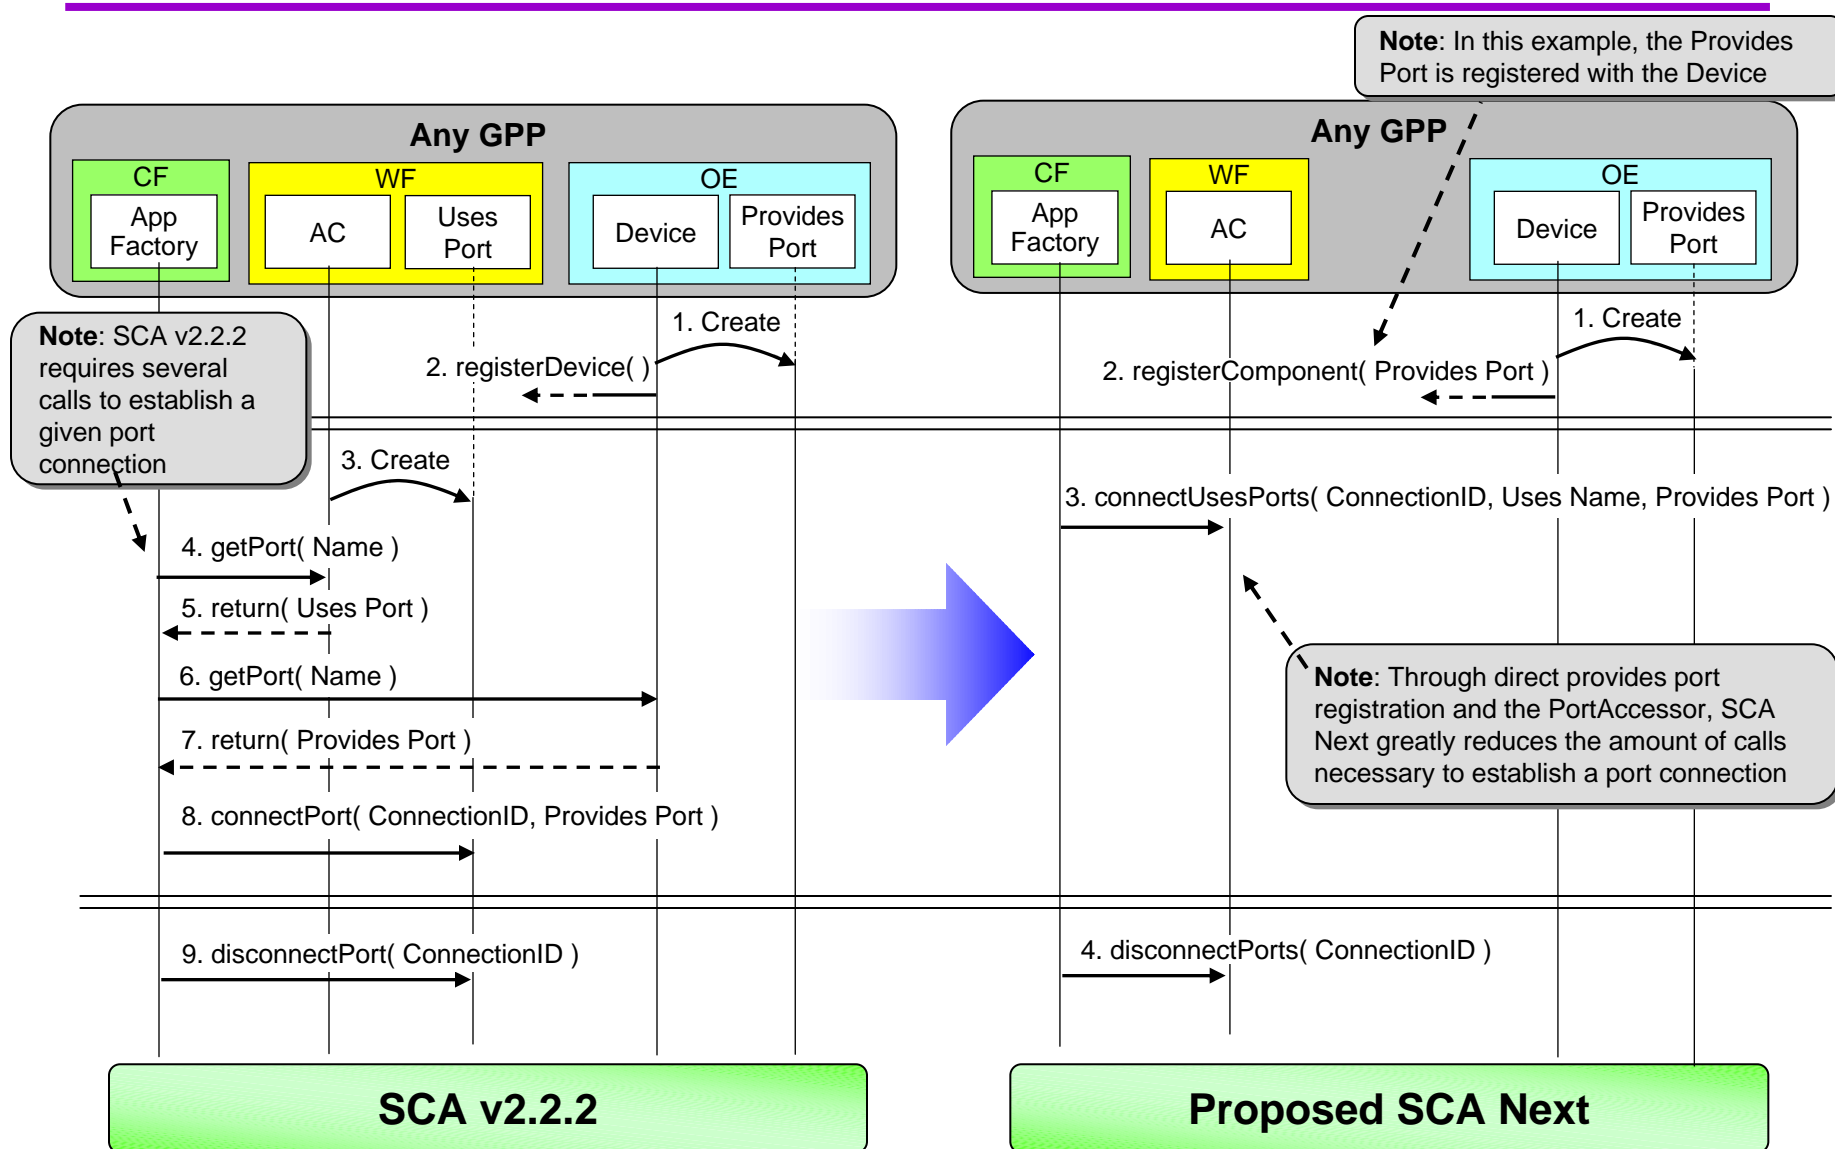 Note: In this example, the Provides
Port is registered with the Device
Any GPP
CF
App
Factory
WF
AC
Uses
Port
OE
Device
Provides
Port
Any GPP
CF
App
Factory
WF
AC
OE
Device
Provides
Port
Note: SCA v2.2.2
requires several
calls to establish a
given port
connection
1. Create
2. registerDevice( )
3. Create
4. getPort( Name )
5. return( Uses Port )
6. getPort( Name )
7. return( Provides Port )
8. connectPort( ConnectionID, Provides Port )
9. disconnectPort( ConnectionID )
1. Create
2. registerComponent( Provides Port )
3. connectUsesPorts( ConnectionID, Uses Name, Provides Port )
Note: Through direct provides port
registration and the PortAccessor, SCA
Next greatly reduces the amount of calls
necessary to establish a port connection
4. disconnectPorts( ConnectionID )
SCA v2.2.2
Proposed SCA Next